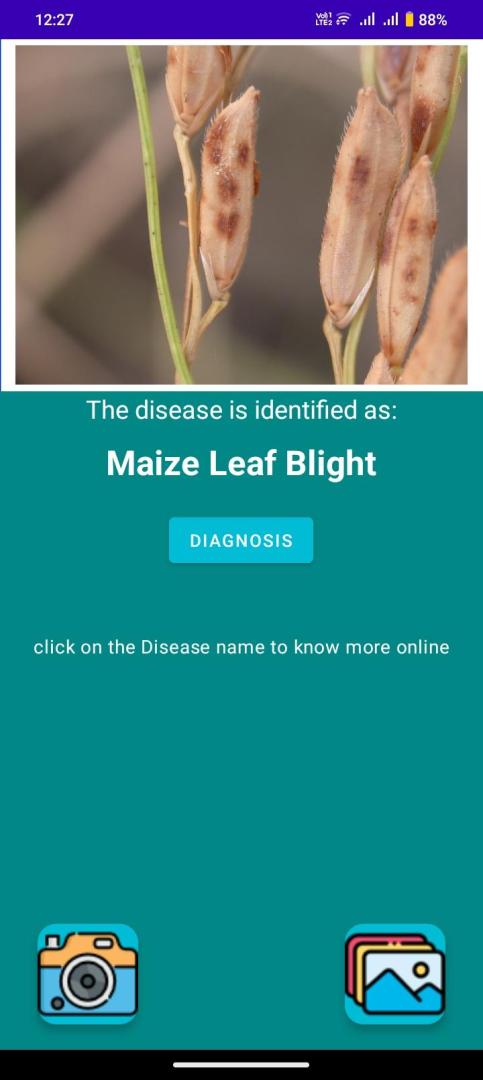 12:27
Vo)) 1
LTE2
88%
The disease is identified as:
Maize Leaf Blight
DIAGNOSIS
click on the Disease name to know more online